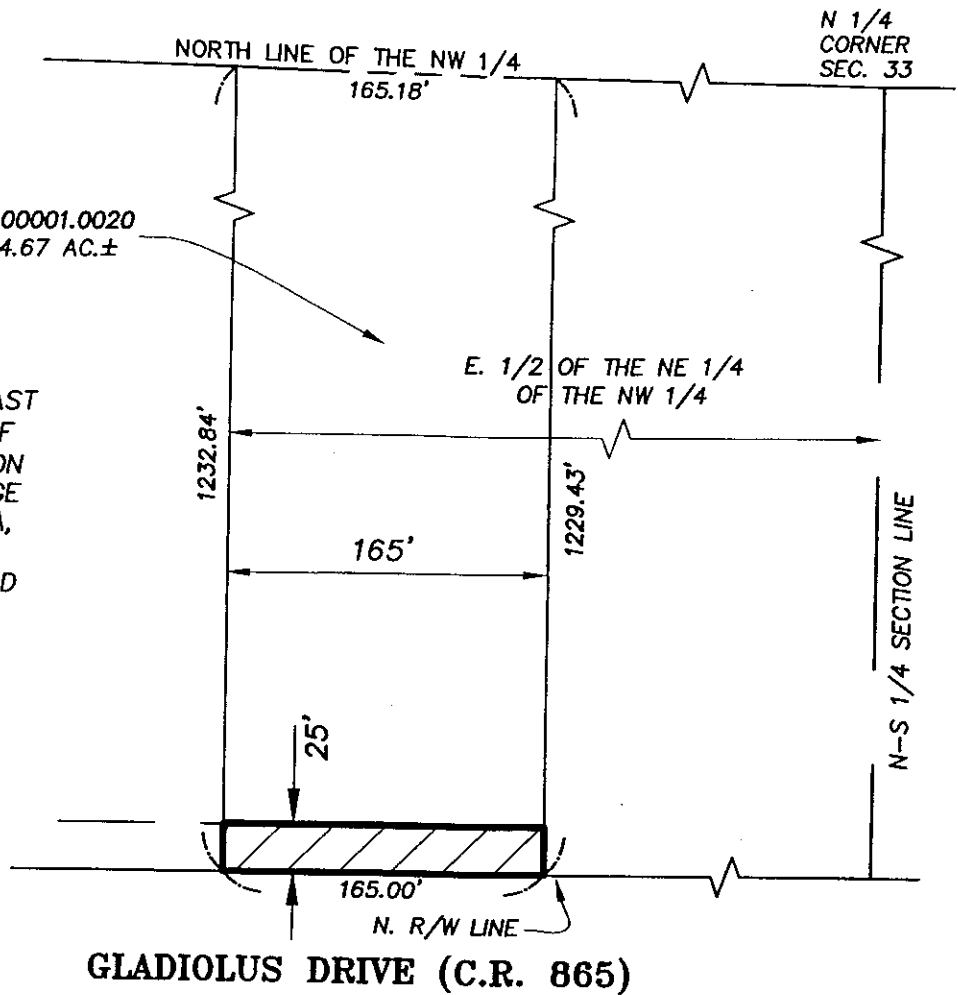 N 1/4
CORNER
SEC. 33
NORTH LINE OF THE NW 1/4
165.18'
00001.0020
4.67 AC.±
E. 1/2 OF THE NE 1/4
OF THE NW 1/4
AST
F
ON
GE
A,
D
1232.84'
1229.43'
165'
N-S 1/4 SECTION LINE
25'
165.00'
N. R/W LINE
GLADIOLUS DRIVE (C.R. 865)